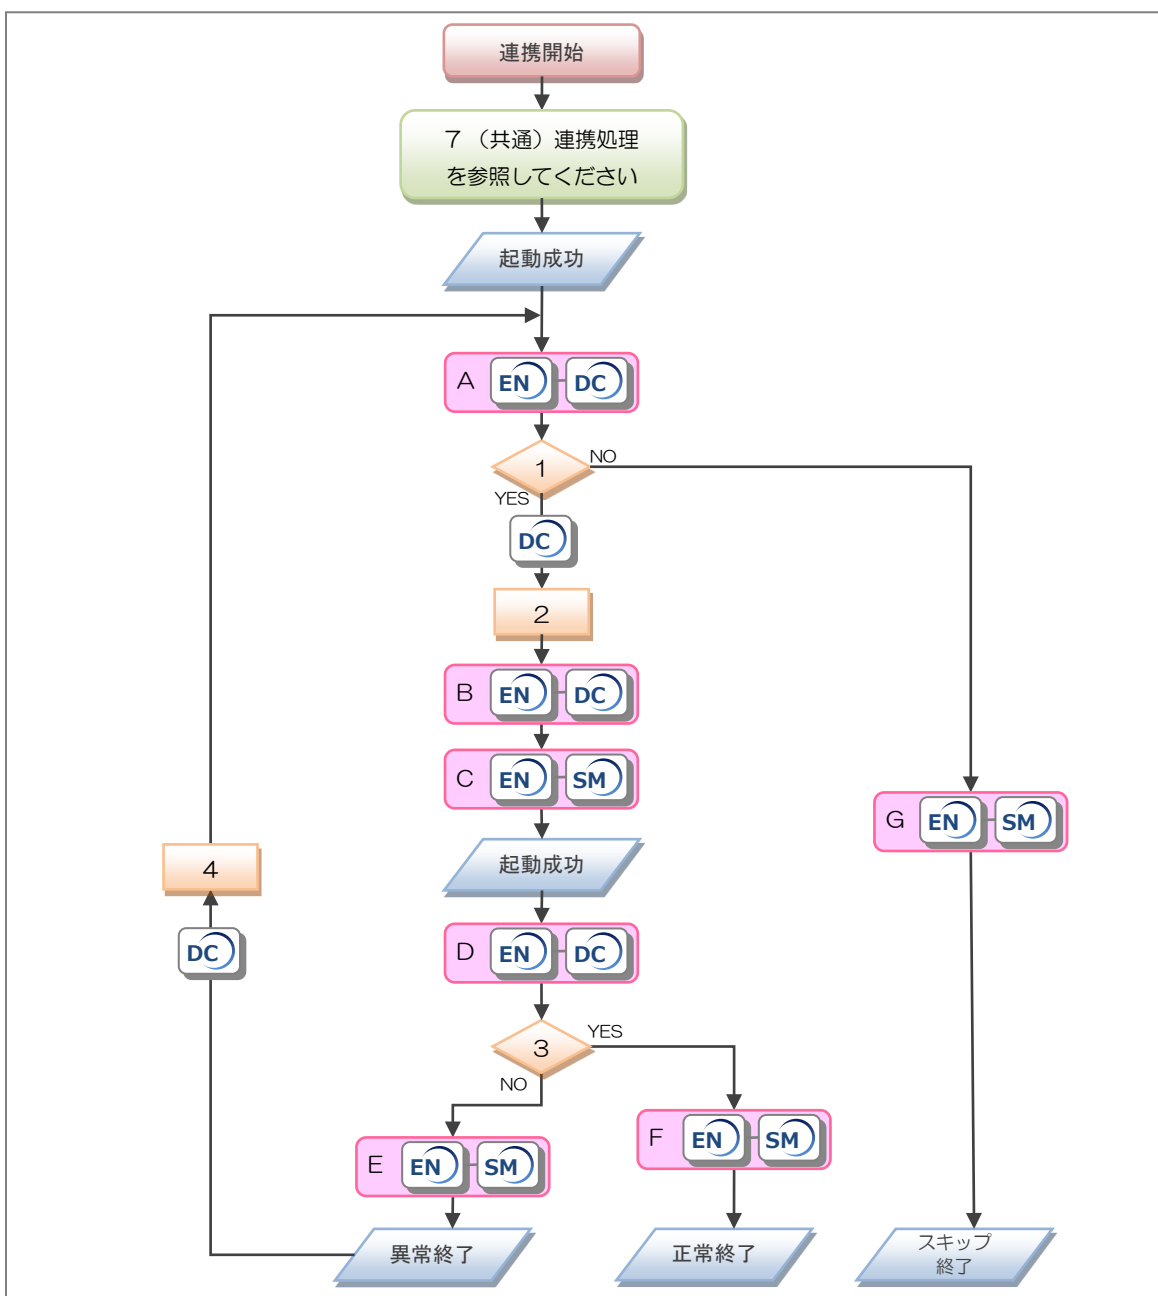 連携開始
7 （共通）連携処理
を参照してください
起動成功
A EN DC
1
NO
YES
DC
2
B EN DC
C EN SM
G EN SM
起動成功
4
DC
D EN DC
3
YES
NO
F EN SM
E EN SM
異常終了
正常終了
スキップ
終了